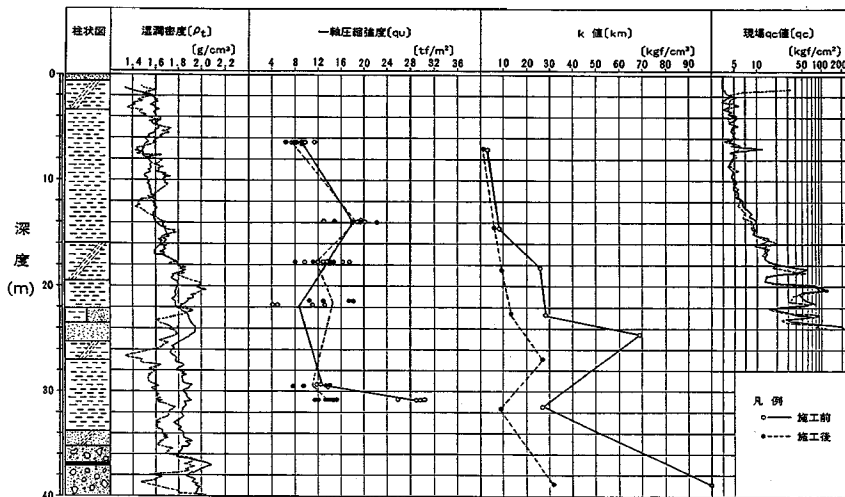 柱状図
湿潤密度[ρt]
[g/cm³]
1,4 1,6 1,8 2,0 2,2
一軸圧縮強度[qu]
[tf/m²]
4 8 12 16 20 24 28 32 36
k 値[km]
[kgf/cm³]
10 20 30 40 50 60 70 80 90
現場qc値[qc]
(kgf/cm²)
5 10 50 100 200
深度(m)
0
10
20
30
40
凡 例
施工前
施工後